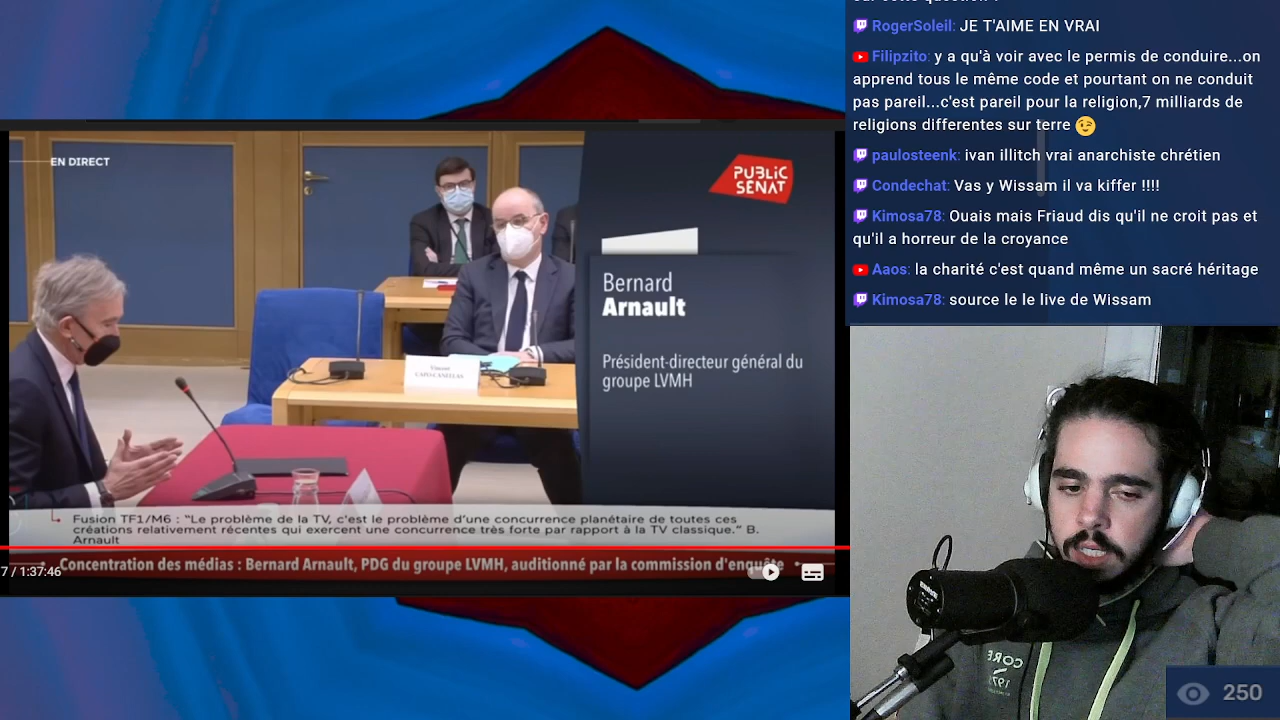 EN DIRECT
PUBLIC
SÉNAT
Bernard
Arnault
Président-directeur général du
groupe LVMH
Vincent
CAPO-CANELLAS
Fusion TF1/M6 : "Le problème de la TV, c'est le problème d'une concurrence planétaire de toutes ces
créations relativement récentes qui exercent une concurrence très forte par rapport à la TV classique." B.
Arnault
Concentration des médias : Bernard Arnault, PDG du groupe LVMH, auditionné par la commission d'enquête
7 / 1:37:46
RogerSoleil: JE T'AIME EN VRAI
Filipzito: y a qu'à voir avec le permis de conduire...on
apprend tous le même code et pourtant on ne conduit
pas pareil...c'est pareil pour la religion,7 milliards de
religions differentes sur terre 😉
paulosteenk: ivan illitch vrai anarchiste chrétien
Condechat: Vas y Wissam il va kiffer !!!!
Kimosa78: Ouais mais Friaud dis qu'il ne croit pas et
qu'il a horreur de la croyance
Aaos: la charité c'est quand même un sacré héritage
Kimosa78: source le le live de Wissam
CORE
250